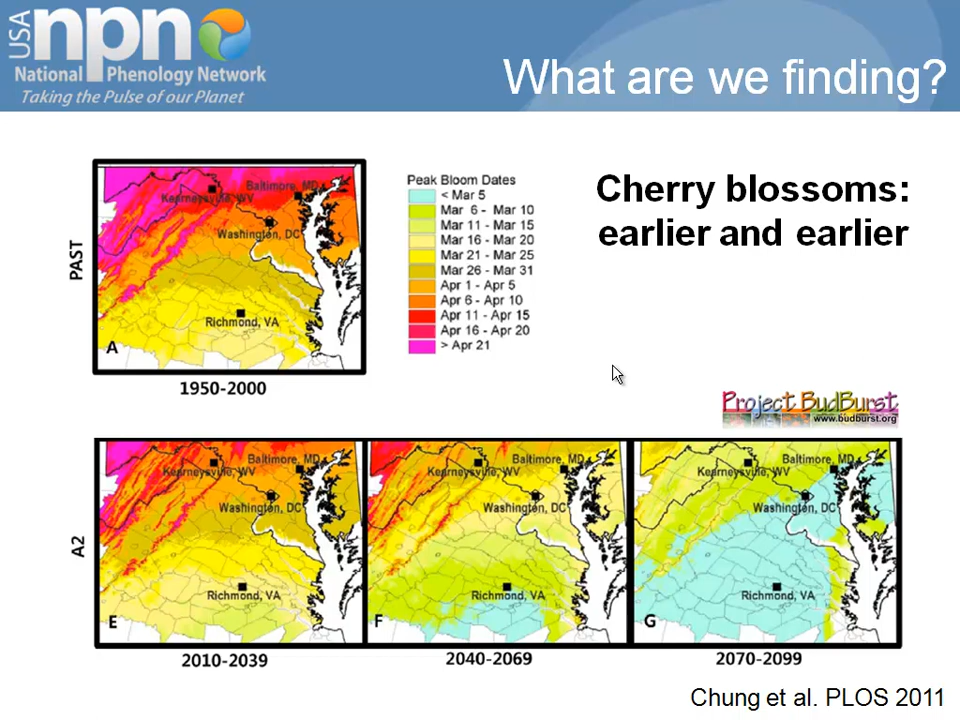 USA
npn
National Phenology Network
Taking the Pulse of our Planet
What are we finding?
Cherry blossoms:
earlier and earlier
PAST
Kearneysville, WV
Baltimore, MD
Washington, DC
Richmond, VA
A
1950-2000
Peak Bloom Dates
< Mar 5
Mar 6 - Mar 10
Mar 11 - Mar 15
Mar 16 - Mar 20
Mar 21 - Mar 25
Mar 26 - Mar 31
Apr 1 - Apr 5
Apr 6 - Apr 10
Apr 11 - Apr 15
Apr 16 - Apr 20
> Apr 21
Project BudBurst
www.budburst.org
A2
Kearneysville, WV
Baltimore, MD
Washington, DC
Richmond, VA
E
2010-2039
Kearneysville, WV
Baltimore, MD
Washington, DC
Richmond, VA
F
2040-2069
Kearneysville, WV
Baltimore, MD
Washington, DC
Richmond, VA
G
2070-2099
Chung et al. PLOS 2011